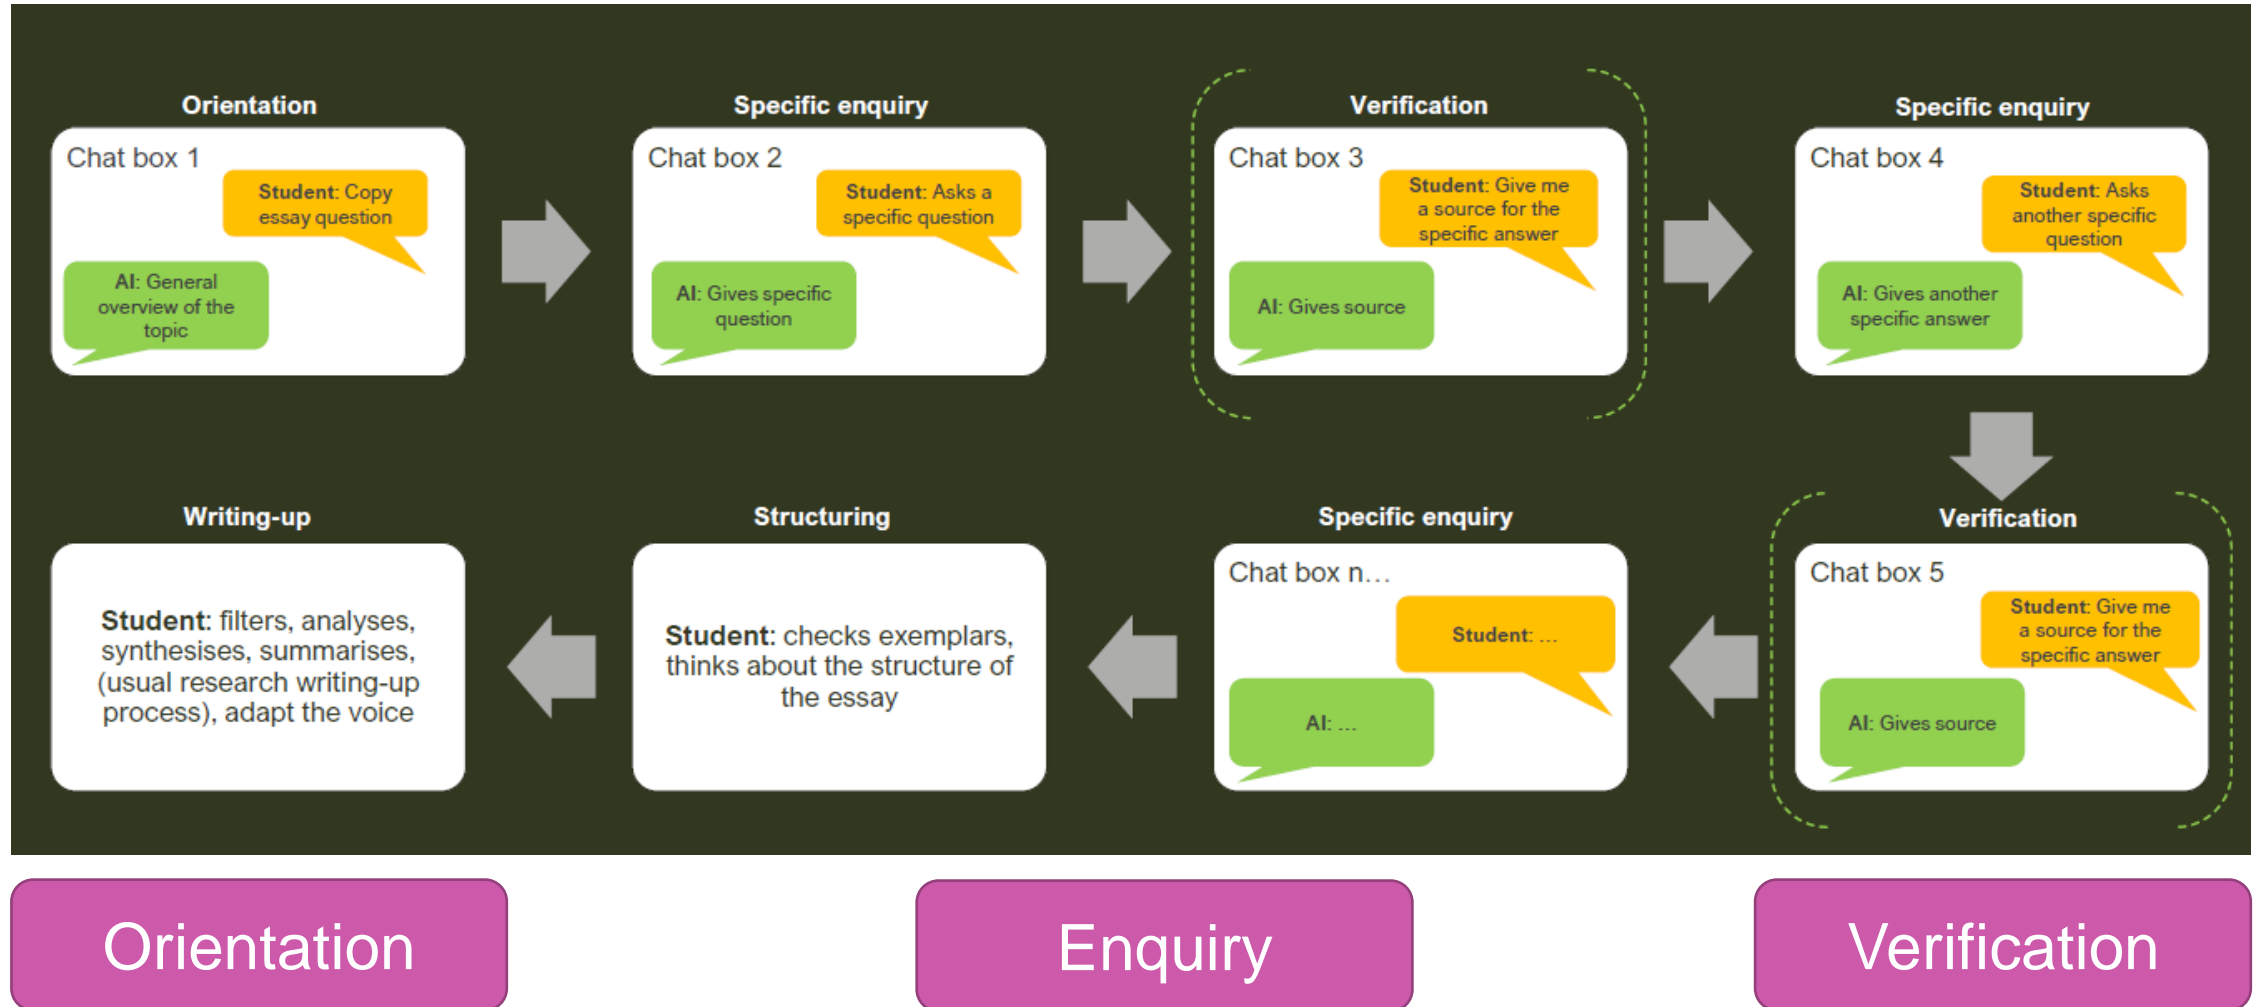 Orientation
Chat box 1
Student: Copy
essay question
AI: General
overview of the
topic
Specific enquiry
Chat box 2
Student: Asks a
specific question
AI: Gives specific
question
Verification
Chat box 3
Student: Give me
a source for the
specific answer
AI: Gives source
Specific enquiry
Chat box 4
Student: Asks
another specific
question
AI: Gives another
specific answer
Verification
Chat box 5
Student: Give me
a source for the
specific answer
AI: Gives source
Specific enquiry
Chat box n…
Student: …
AI: …
Structuring
Student: checks exemplars,
thinks about the structure of
the essay
Writing-up
Student: filters, analyses,
synthesises, summarises,
(usual research writing-up
process), adapt the voice
Orientation
Enquiry
Verification